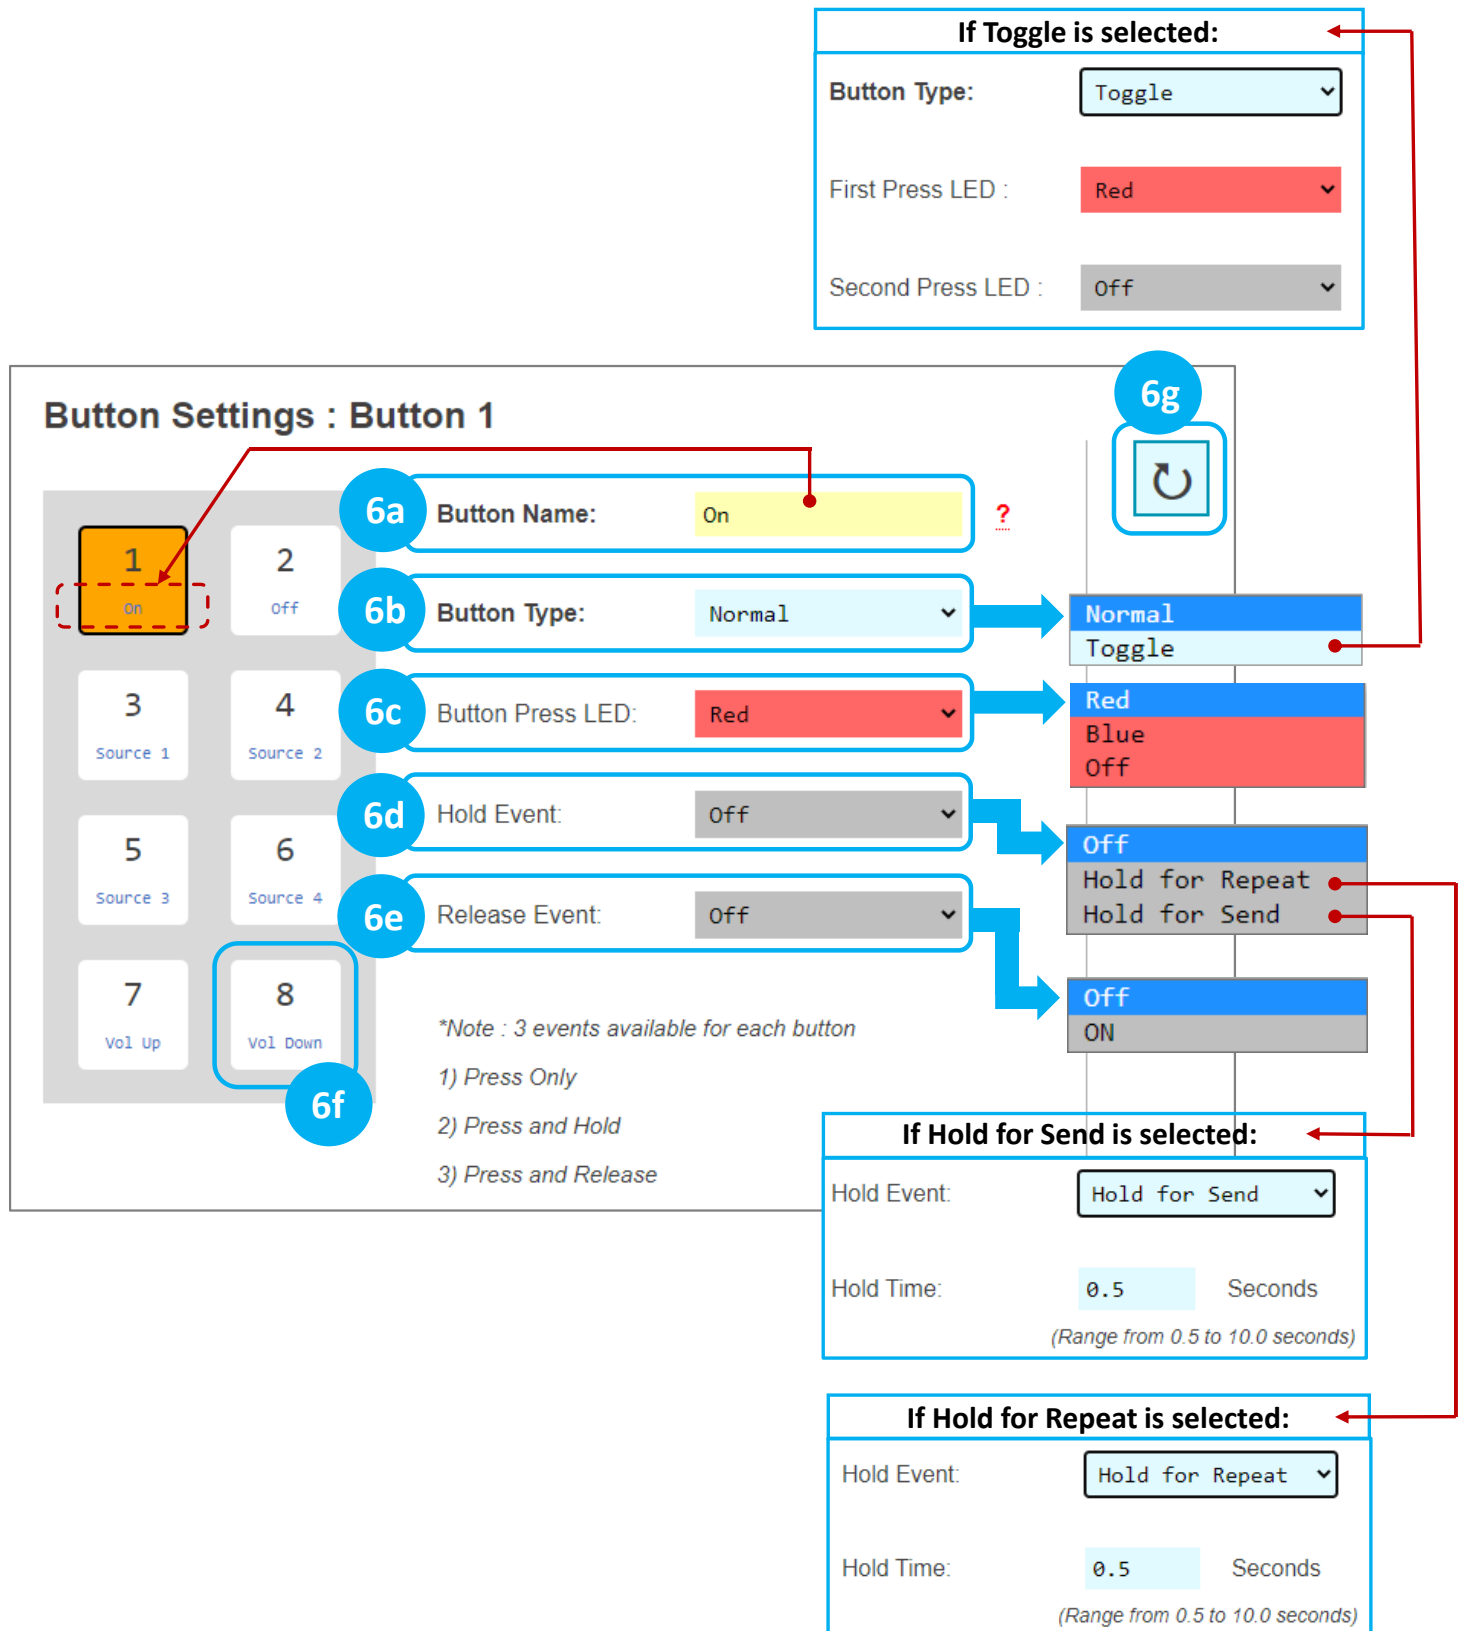 If Toggle is selected:
Button Type: Toggle
First Press LED : Red
Second Press LED : Off
6g
Button Settings : Button 1
6a Button Name: On ?
1 On
2 Off
6b Button Type: Normal
Normal
Toggle
3 Source 1
4 Source 2
6c Button Press LED: Red
Red
Blue
Off
6d Hold Event: Off
Off
Hold for Repeat
Hold for Send
5 Source 3
6 Source 4
6e Release Event: Off
Off
ON
7 Vol Up
8 Vol Down
6f
*Note : 3 events available for each button
1) Press Only
2) Press and Hold
3) Press and Release
If Hold for Send is selected:
Hold Event: Hold for Send
Hold Time: 0.5 Seconds
(Range from 0.5 to 10.0 seconds)
If Hold for Repeat is selected:
Hold Event: Hold for Repeat
Hold Time: 0.5 Seconds
(Range from 0.5 to 10.0 seconds)